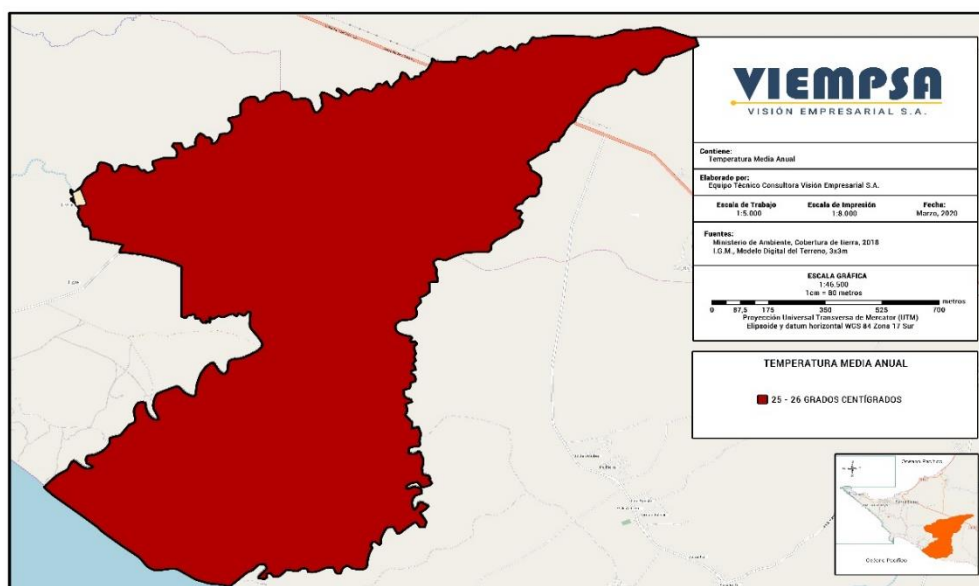 VIEMPSA
VISIÓN EMPRESARIAL S.A.
Contiene:
Temperatura Media Anual
Elaborado por:
Equipo Técnico Consultora Visión Empresarial S.A.
Escala de Trabajo Escala de Impresión Fecha:
1:5.000 1:8.000 Marzo, 2020
Fuentes:
Ministerio de Ambiente, Cobertura de tierra, 2018
I.G.M., Modelo Digital del Terreno, 3x3m
ESCALA GRÁFICA
1:46.500
1cm = 80 metros
metros
0 87,5 175 350 525 700
Proyección Universal Transversa de Mercator (UTM)
Elipsoide y datum horizontal WGS 84 Zona 17 Sur
TEMPERATURA MEDIA ANUAL
25 - 26 GRADOS CENTÍGRADOS
Océano Pacífico
Océano Pacífico